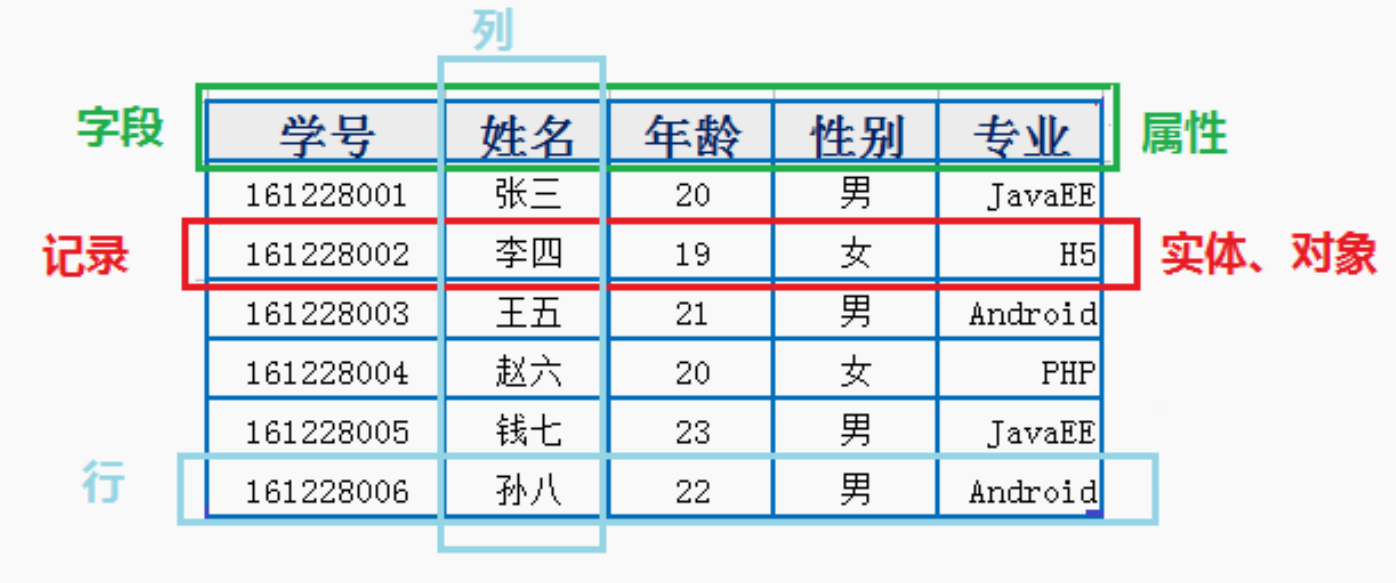 列
字段 学号 姓名 年龄 性别 专业 属性
161228001 张三 20 男 JavaEE
记录 161228002 李四 19 女 H5 实体、对象
161228003 王五 21 男 Android
161228004 赵六 20 女 PHP
161228005 钱七 23 男 JavaEE
行 161228006 孙八 22 男 Android